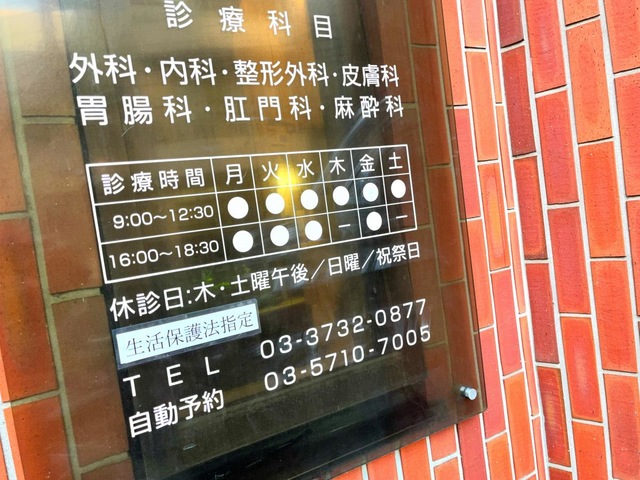 診療科目
外科・内科・整形外科・皮膚科
胃腸科・肛門科・麻酔科
診療時間 月 火 水 木 金 土
9:00〜12:30 ● ● ● ● ● ●
16:00〜18:30 ● ● ● － ● －
休診日:木・土曜午後／日曜／祝祭日
生活保護法指定
TEL 03-3732-0877
自動予約 03-5710-7005